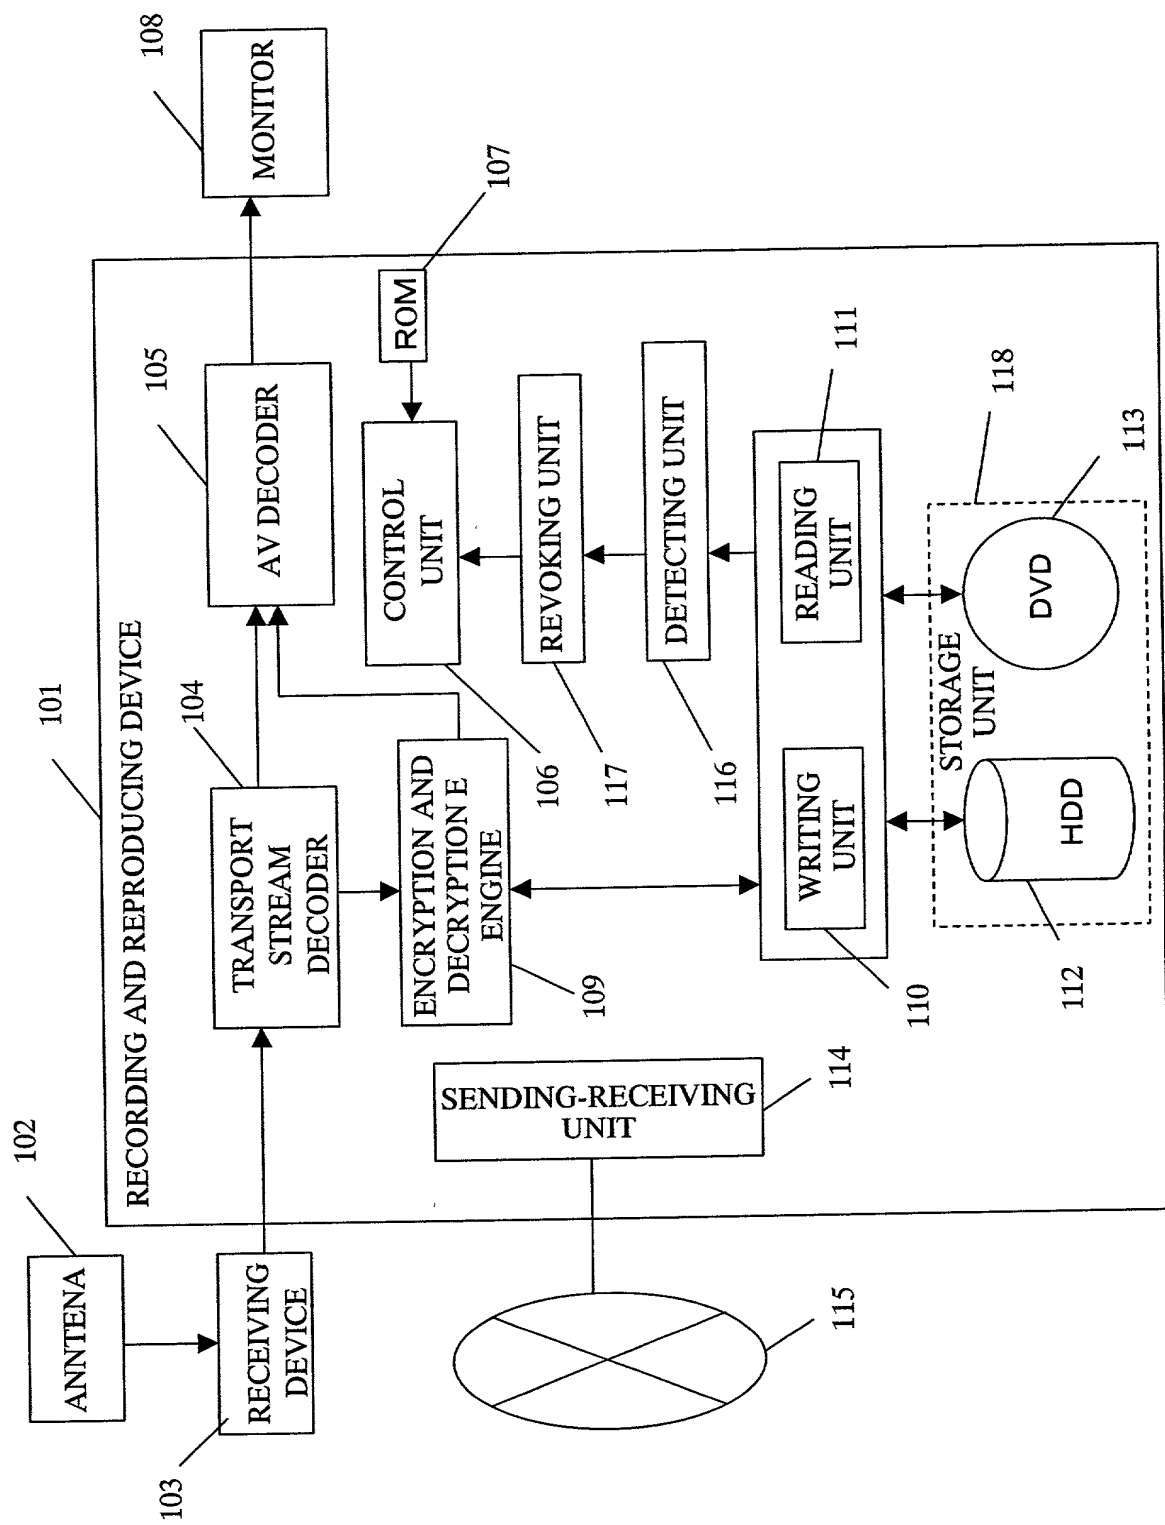 101
RECORDING AND REPRODUCING DEVICE
102
ANNTENA
103
RECEIVING
DEVICE
104
TRANSPORT
STREAM
DECODER
105
AV DECODER
108
MONITOR
ENCRYPTION AND
DECRYPTION E
ENGINE
109
CONTROL
UNIT
106
ROM
107
REVOKING UNIT
117
DETECTING UNIT
116
SENDING-RECEIVING
UNIT
114
115
WRITING
UNIT
110
READING
UNIT
111
STORAGE
UNIT
118
HDD
112
DVD
113